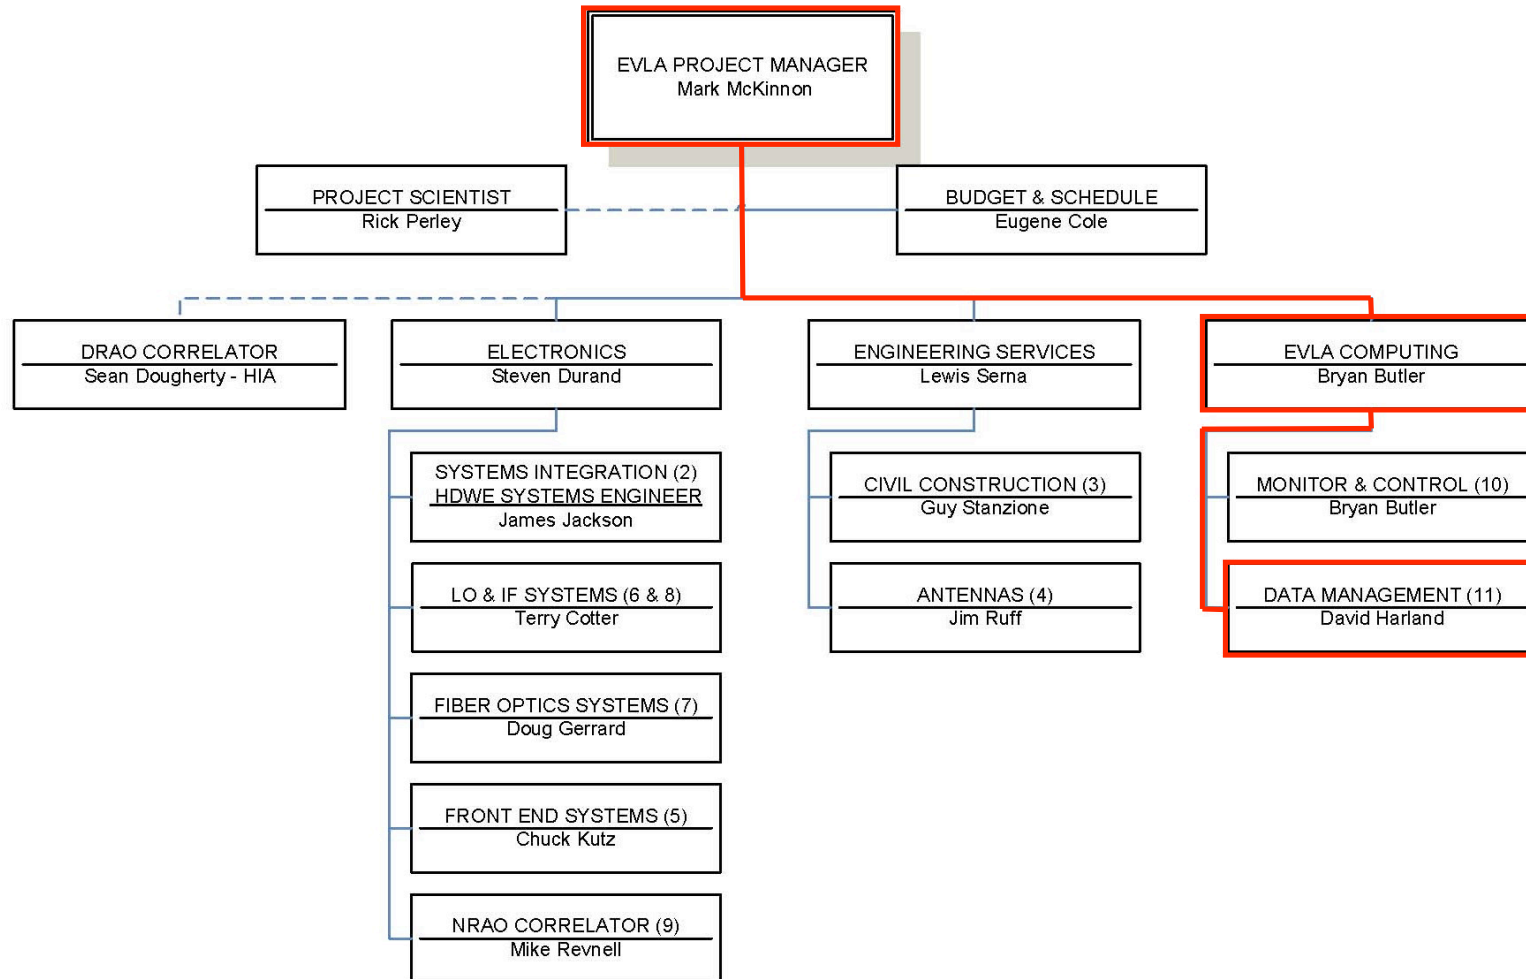 EVLA PROJECT MANAGER
Mark McKinnon
PROJECT SCIENTIST
Rick Perley
BUDGET & SCHEDULE
Eugene Cole
DRAO CORRELATOR
Sean Dougherty - HIA
ELECTRONICS
Steven Durand
ENGINEERING SERVICES
Lewis Serna
EVLA COMPUTING
Bryan Butler
SYSTEMS INTEGRATION (2)
HDWE SYSTEMS ENGINEER
James Jackson
CIVIL CONSTRUCTION (3)
Guy Stanzione
MONITOR & CONTROL (10)
Bryan Butler
LO & IF SYSTEMS (6 & 8)
Terry Cotter
ANTENNAS (4)
Jim Ruff
DATA MANAGEMENT (11)
David Harland
FIBER OPTICS SYSTEMS (7)
Doug Gerrard
FRONT END SYSTEMS (5)
Chuck Kutz
NRAO CORRELATOR (9)
Mike Revnell